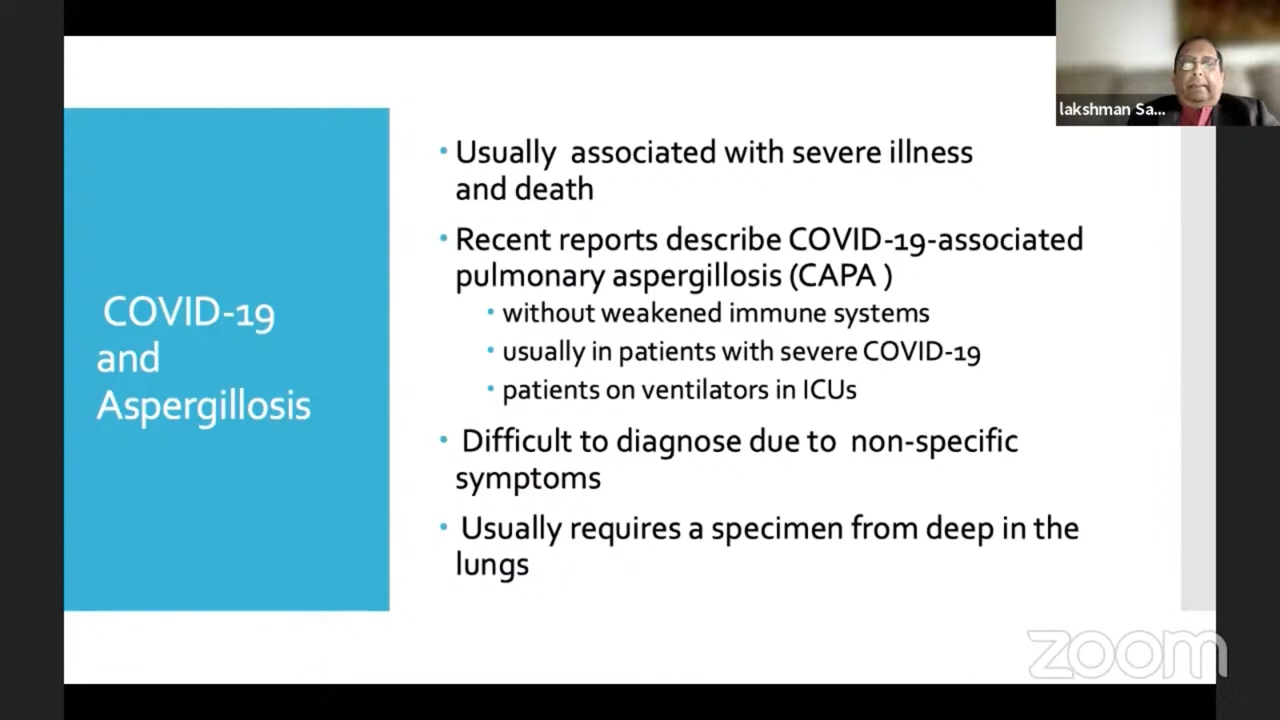 lakshman Sa...
COVID-19
and
Aspergillosis
• Usually associated with severe illness
and death
• Recent reports describe COVID-19-associated
pulmonary aspergillosis (CAPA )
• without weakened immune systems
• usually in patients with severe COVID-19
• patients on ventilators in ICUs
• Difficult to diagnose due to non-specific
symptoms
• Usually requires a specimen from deep in the
lungs
zoom